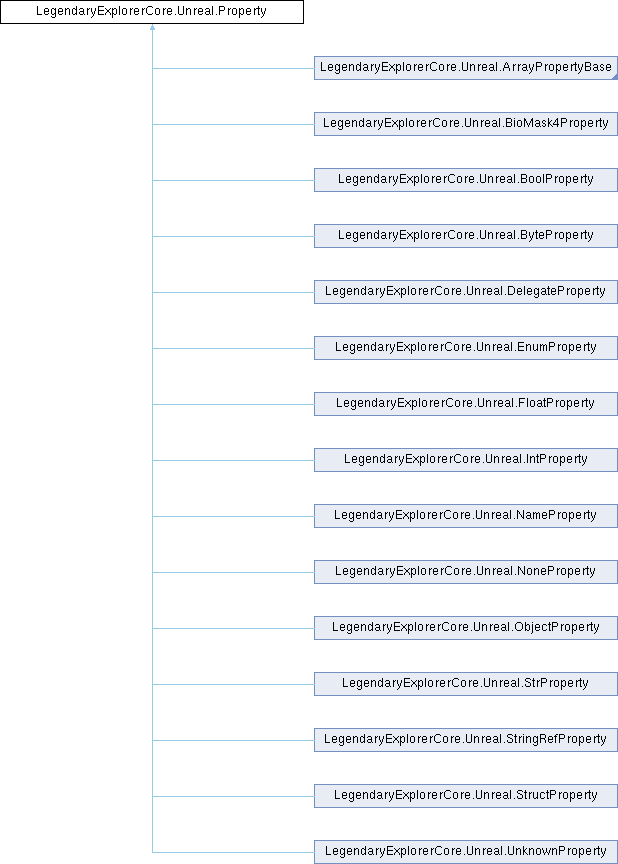 LegendaryExplorerCore.Unreal.Property
LegendaryExplorerCore.Unreal.ArrayPropertyBase
LegendaryExplorerCore.Unreal.BioMask4Property
LegendaryExplorerCore.Unreal.BoolProperty
LegendaryExplorerCore.Unreal.ByteProperty
LegendaryExplorerCore.Unreal.DelegateProperty
LegendaryExplorerCore.Unreal.EnumProperty
LegendaryExplorerCore.Unreal.FloatProperty
LegendaryExplorerCore.Unreal.IntProperty
LegendaryExplorerCore.Unreal.NameProperty
LegendaryExplorerCore.Unreal.NoneProperty
LegendaryExplorerCore.Unreal.ObjectProperty
LegendaryExplorerCore.Unreal.StrProperty
LegendaryExplorerCore.Unreal.StringRefProperty
LegendaryExplorerCore.Unreal.StructProperty
LegendaryExplorerCore.Unreal.UnknownProperty